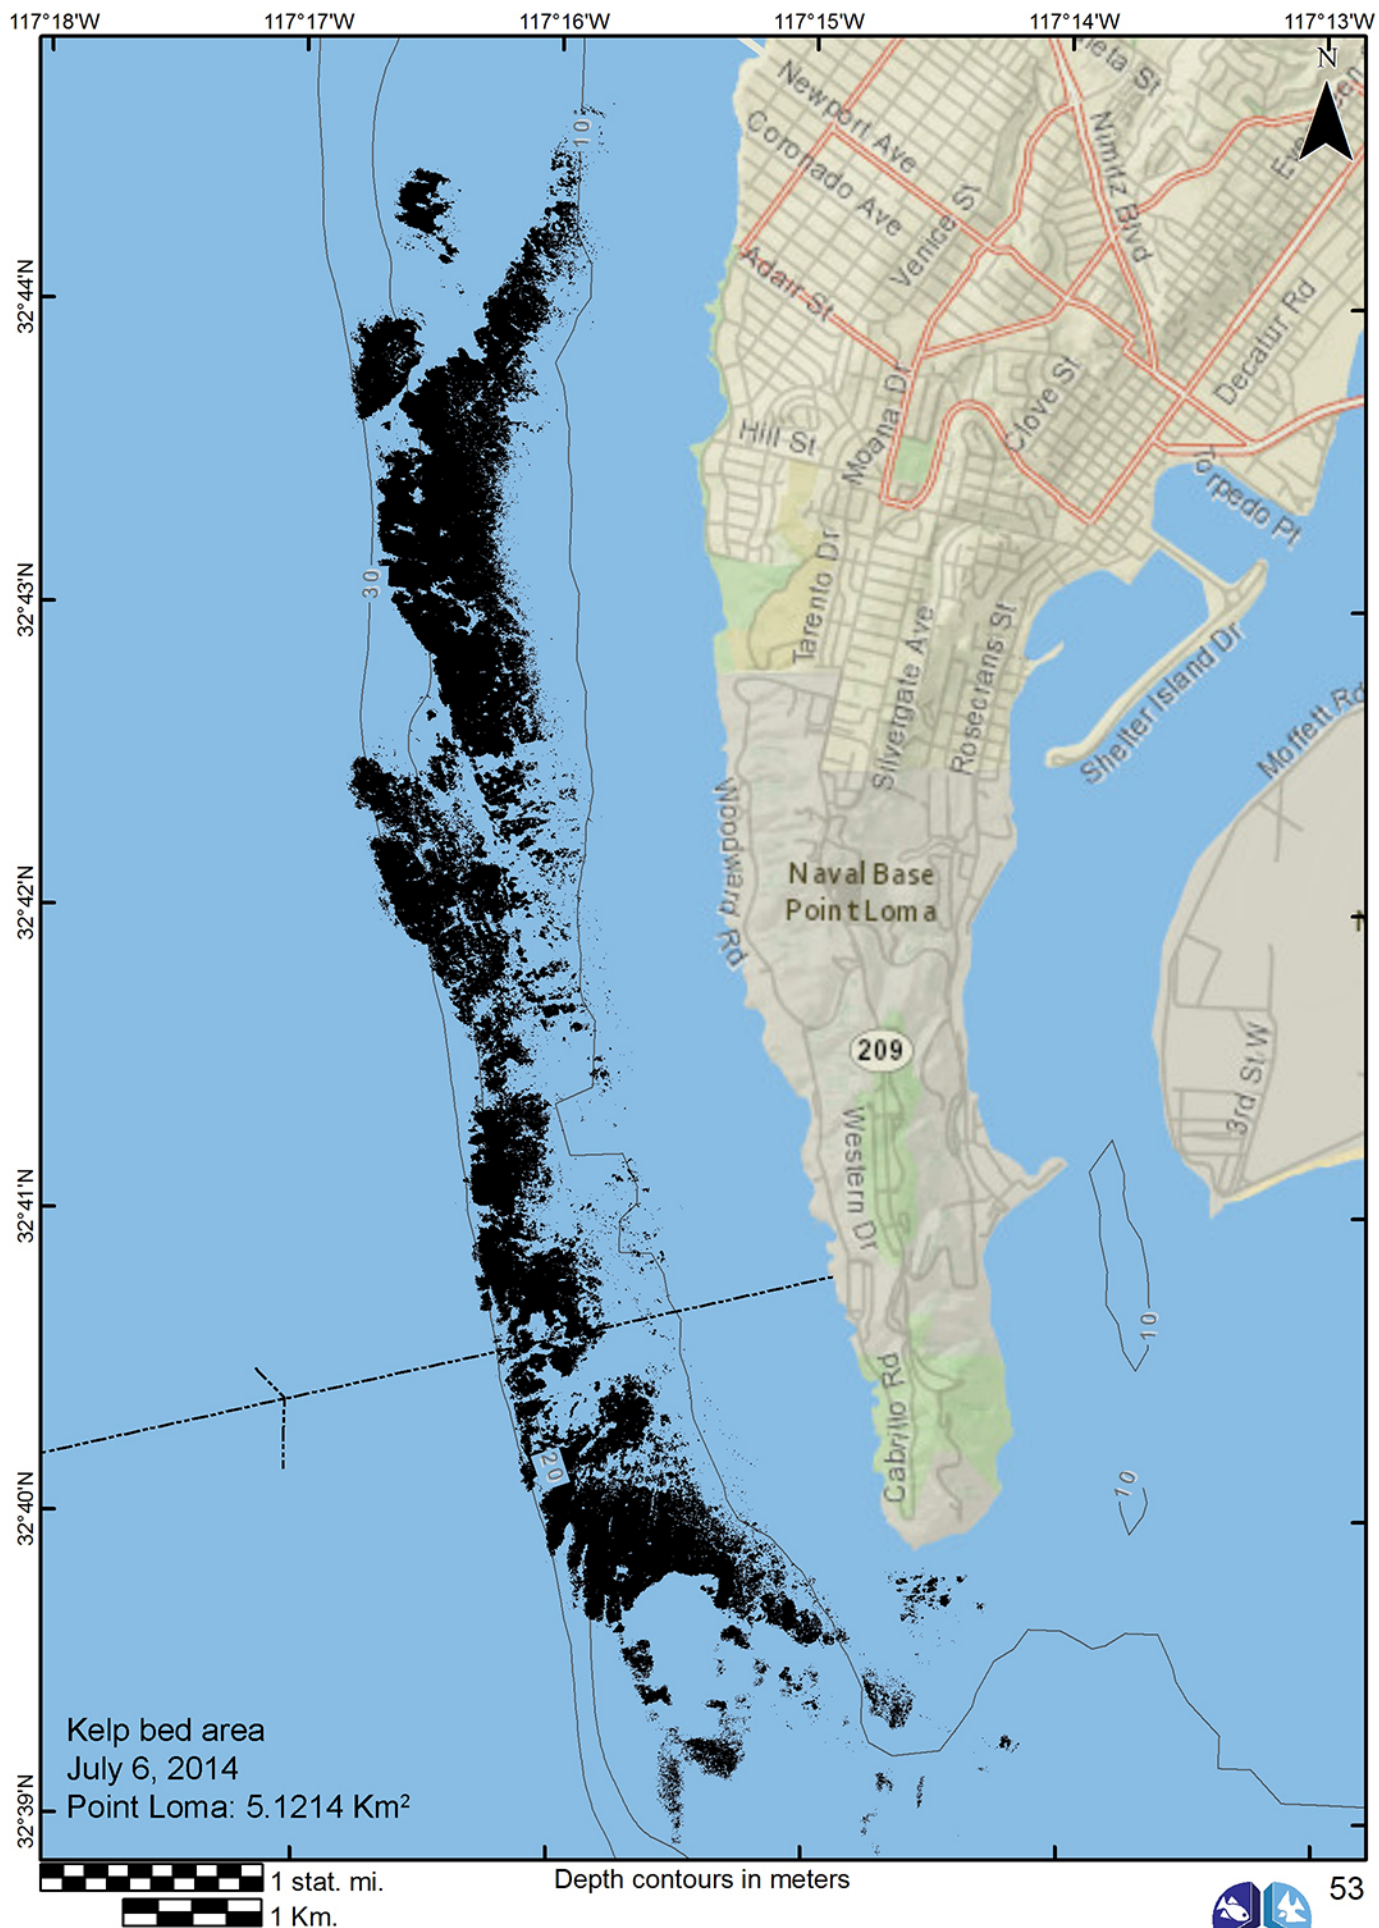 117°18'W 117°17'W 117°16'W 117°15'W 117°14'W 117°13'W
N
Newport Ave
Coronado Ave
Venice St
Nimitz Blvd
Adair St
32°44'N
10
Decatur Rd
Moana Dr
Clove St
Hill St
Torpedo Pt
32°43'N
30
Tarento Dr
Silvergate Ave
Rosecrans St
Shelter Island Dr
Moffett Rd
Woodward Rd
32°42'N
Naval Base
Point Loma
209
3rd St W
Western Dr
32°41'N
10
Cabrillo Rd
20
10
32°40'N
Kelp bed area
July 6, 2014
Point Loma: 5.1214 Km²
32°39'N
1 stat. mi.
Depth contours in meters
53
1 Km.